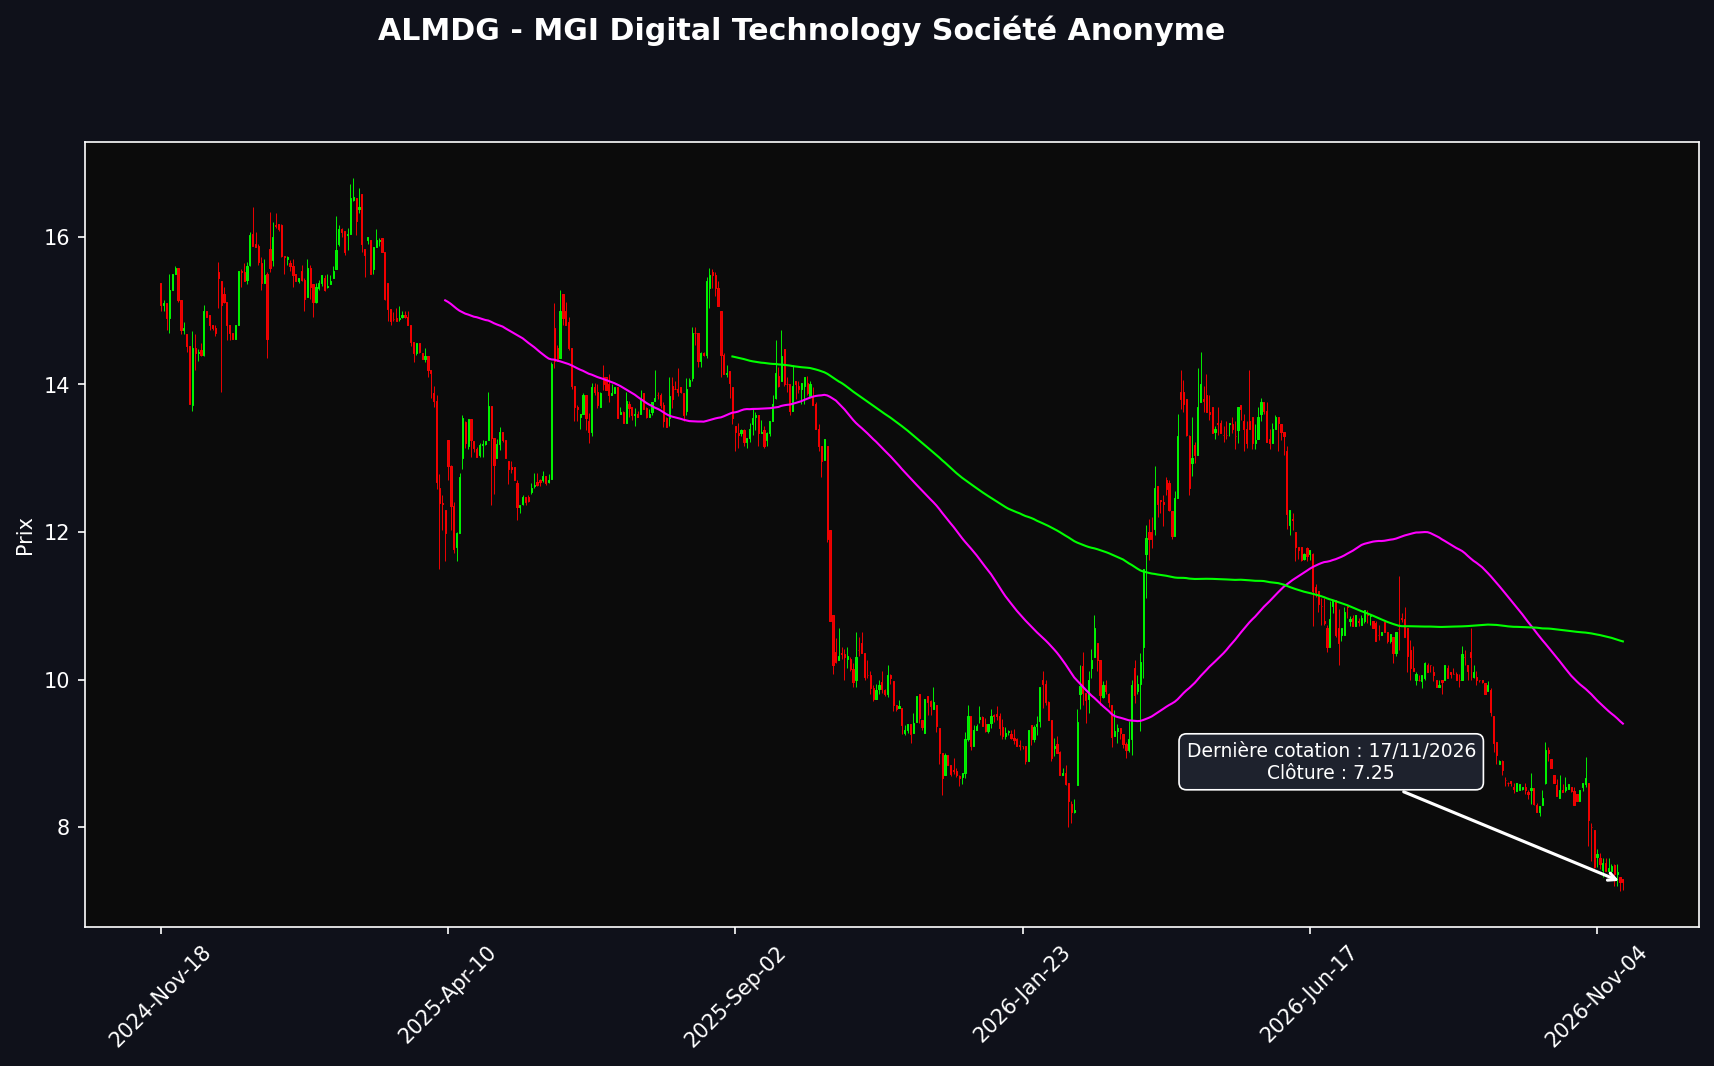 ALMDG - MGI Digital Technology Société Anonyme
Prix
16
14
12
10
8
Dernière cotation : 17/11/2026
Clôture : 7.25
2024-Nov-18
2025-Apr-10
2025-Sep-02
2026-Jan-23
2026-Jun-17
2026-Nov-04